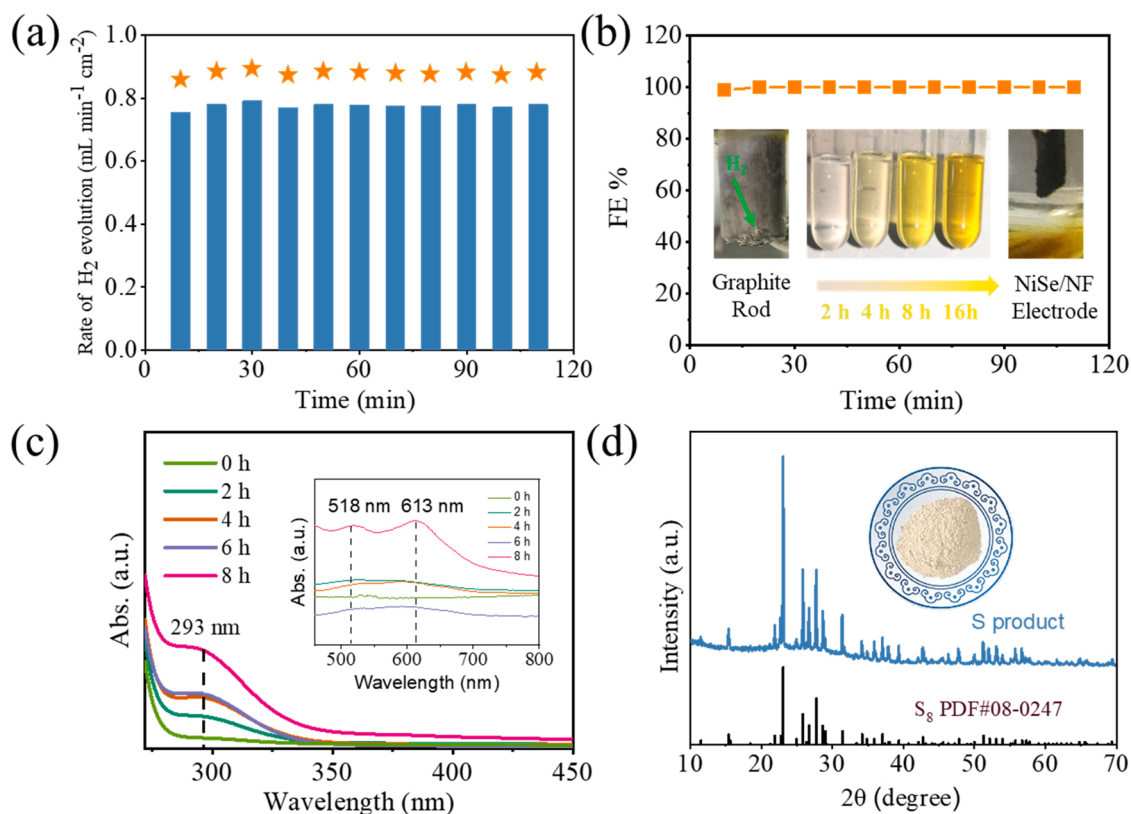 (a)
Rate of H₂ evolution (mL min⁻¹ cm⁻²)
1.0
0.8
0.6
0.4
0.2
0.0
0 30 60 90 120
Time (min)
(b)
FE %
120
100
80
60
40
20
0
H₂
Graphite
Rod
2 h 4 h 8 h 16h
NiSe/NF
Electrode
0 30 60 90 120
Time (min)
(c)
Abs. (a.u.)
0 h
2 h
4 h
6 h
8 h
293 nm
518 nm 613 nm
0 h
2 h
4 h
6 h
8 h
Abs. (a.u.)
500 600 700 800
Wavelength (nm)
300 350 400 450
Wavelength (nm)
(d)
Intensity (a.u.)
S product
S₈ PDF#08-0247
10 20 30 40 50 60 70
2θ (degree)